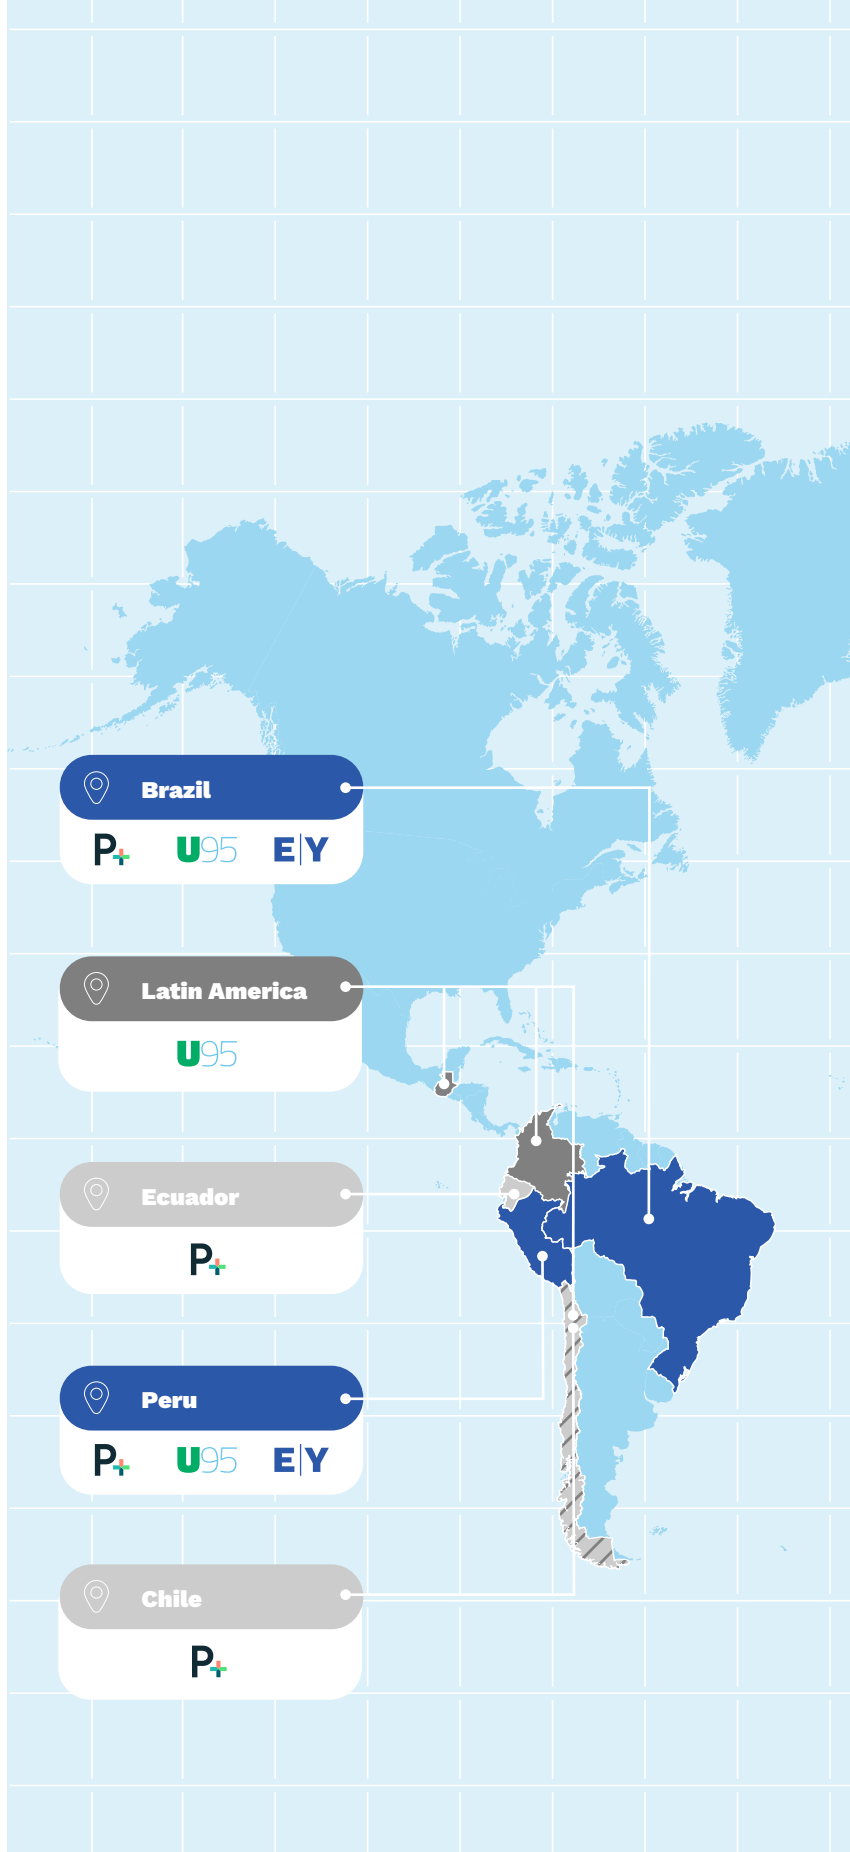 Brazil
P+ U95 E|Y
Latin America
U95
Ecuador
P+
Peru
P+ U95 E|Y
Chile
P+